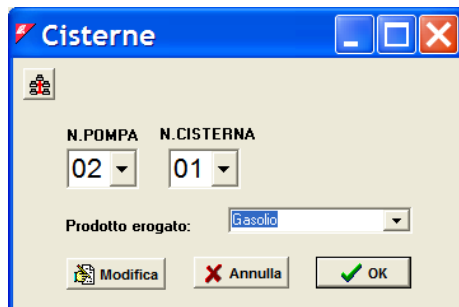 Cisterne
N.POMPA N.CISTERNA
02 01
Prodotto erogato: Gasolio
Modifica Annulla OK